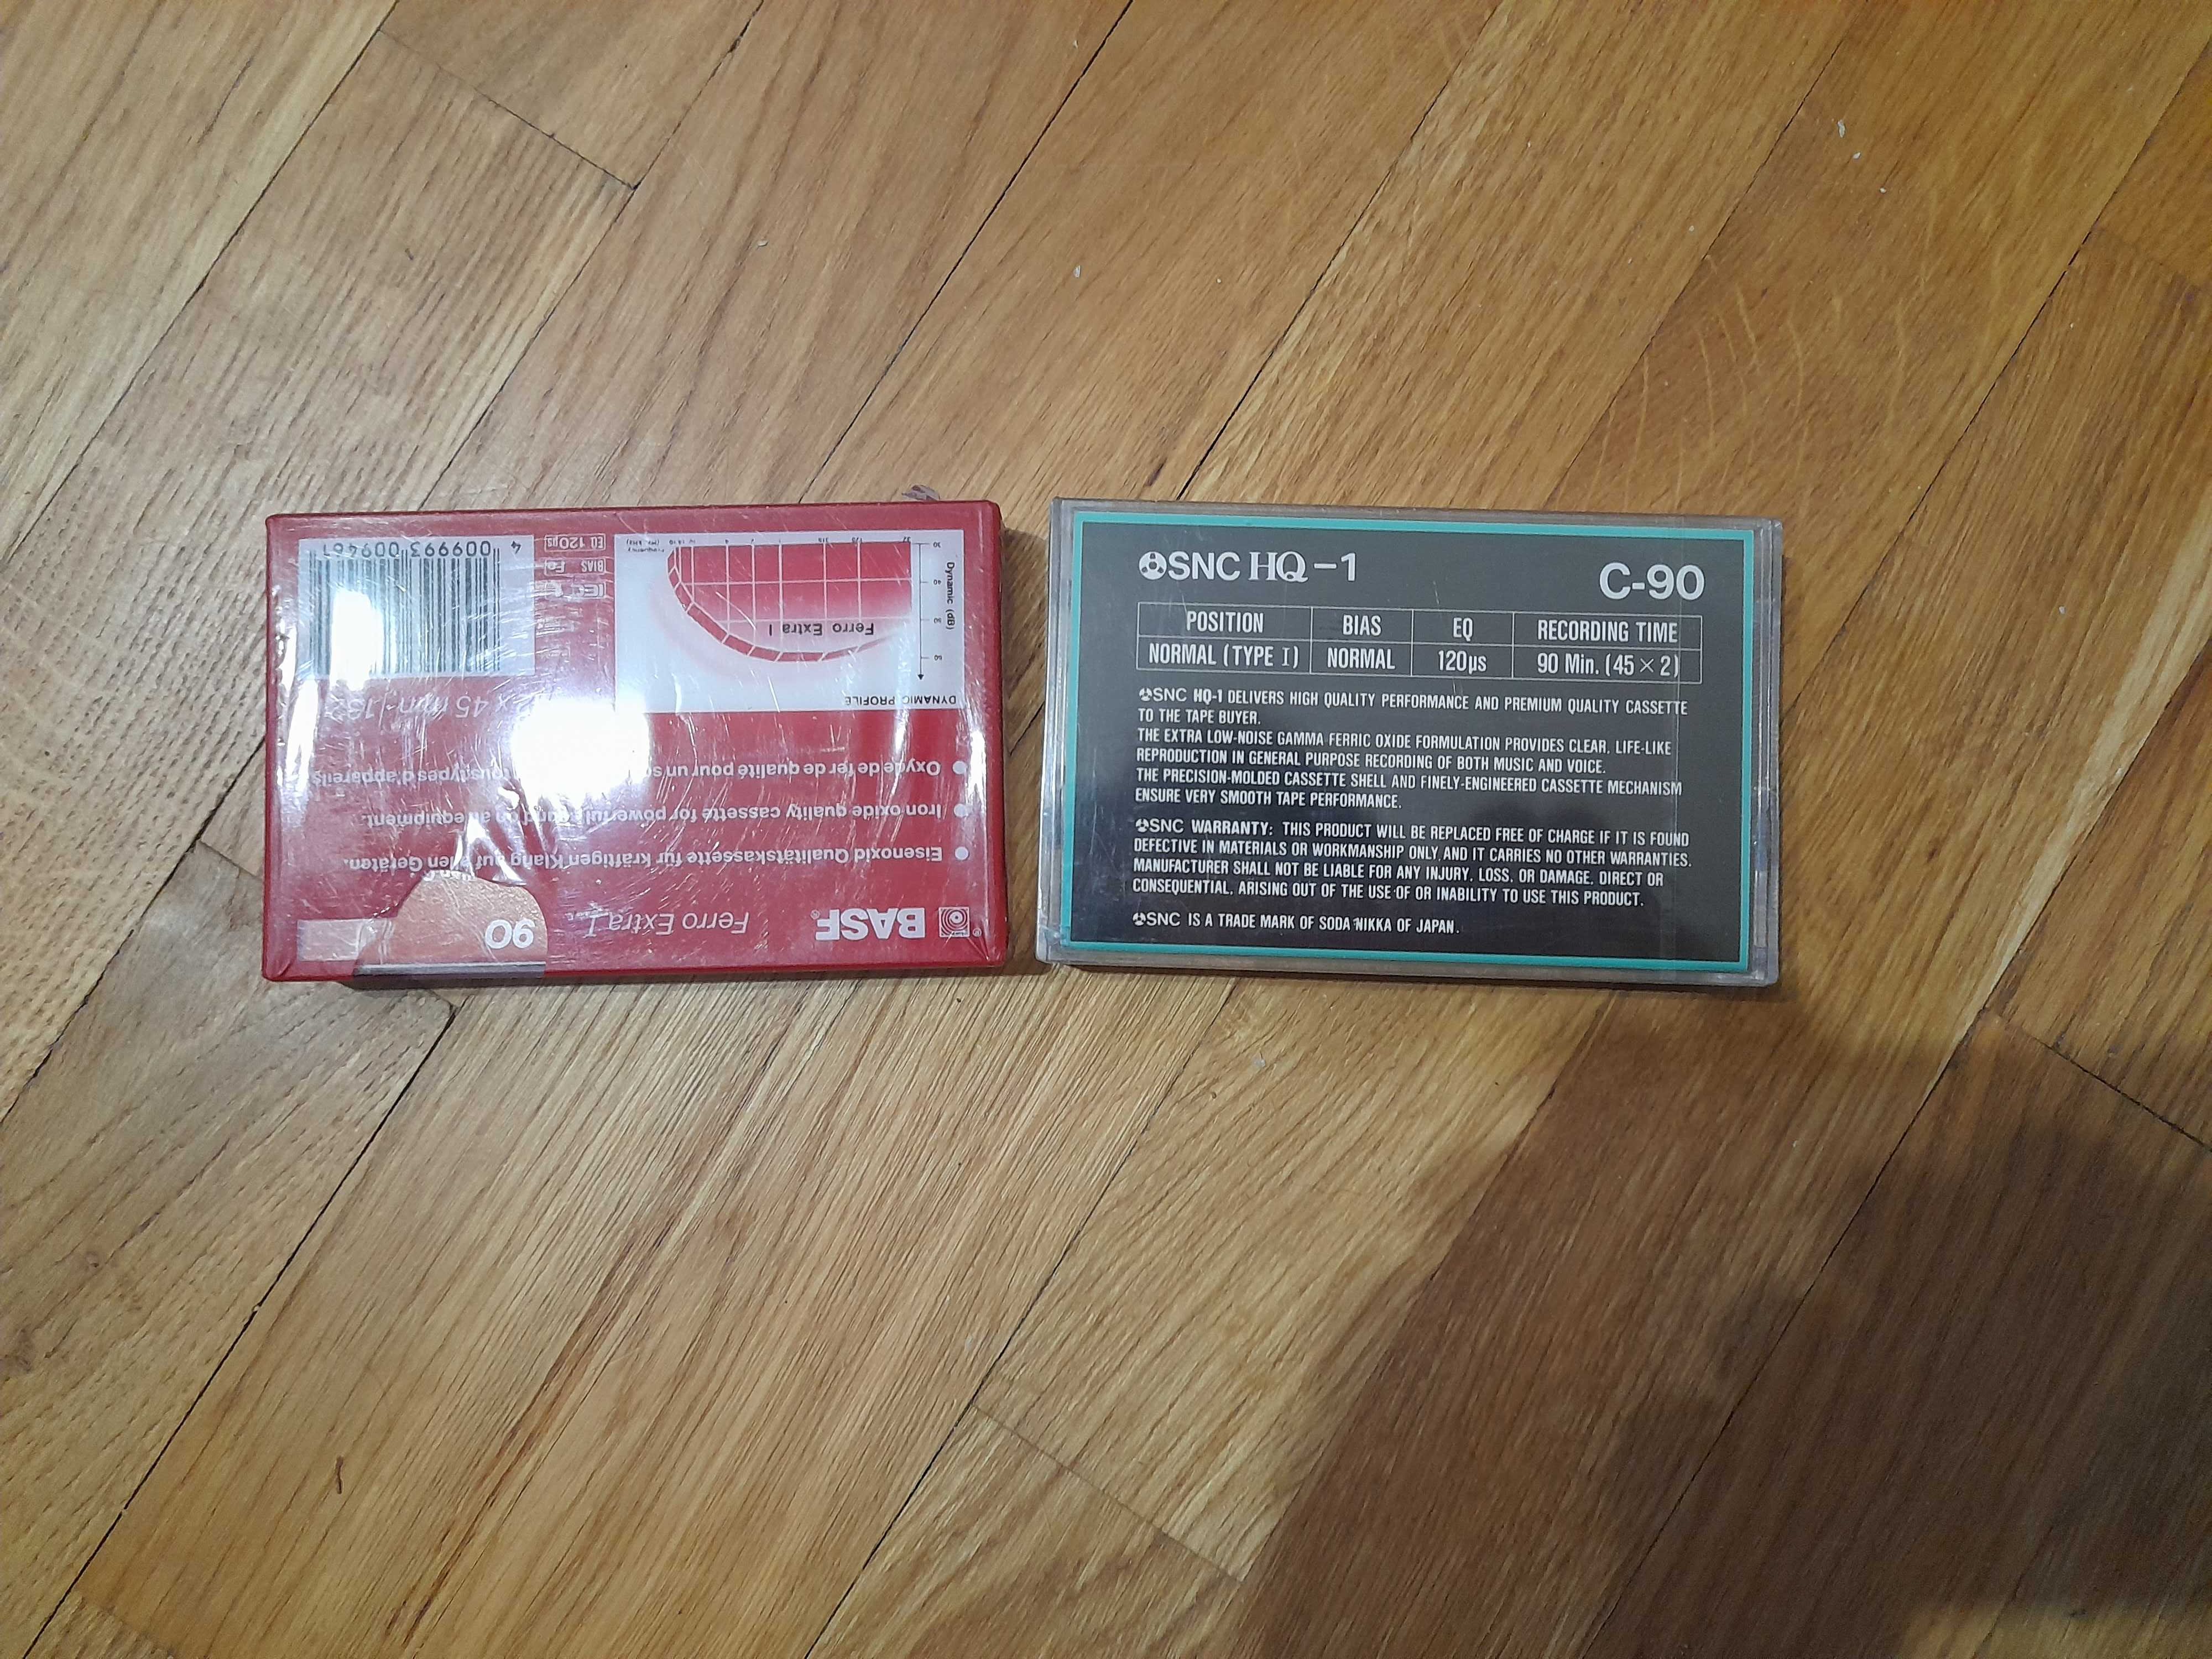 BASF Ferro Extra I 90
Eisenoxid Qualitätskassette für kräftigen Klang auf allen Geräten.
Iron oxide quality cassette for powerful sound on all equipment.
Oxyde de fer de qualité pour un tous types d'appareils
DYNAMIC PROFILE
Dynamic (dB)
Ferro Extra I
x 45 min
BIAS Fe
EQ 120µs
4 009993 009461
SNC HQ-1
C-90
POSITION BIAS EQ RECORDING TIME
NORMAL (TYPE I) NORMAL 120µs 90 Min. (45 × 2)
SNC HQ-1 DELIVERS HIGH QUALITY PERFORMANCE AND PREMIUM QUALITY CASSETTE
TO THE TAPE BUYER.
THE EXTRA LOW-NOISE GAMMA FERRIC OXIDE FORMULATION PROVIDES CLEAR, LIFE-LIKE
REPRODUCTION IN GENERAL PURPOSE RECORDING OF BOTH MUSIC AND VOICE.
THE PRECISION-MOLDED CASSETTE SHELL AND FINELY-ENGINEERED CASSETTE MECHANISM
ENSURE VERY SMOOTH TAPE PERFORMANCE.
SNC WARRANTY: THIS PRODUCT WILL BE REPLACED FREE OF CHARGE IF IT IS FOUND
DEFECTIVE IN MATERIALS OR WORKMANSHIP ONLY, AND IT CARRIES NO OTHER WARRANTIES.
MANUFACTURER SHALL NOT BE LIABLE FOR ANY INJURY, LOSS, OR DAMAGE, DIRECT OR
CONSEQUENTIAL, ARISING OUT OF THE USE OF OR INABILITY TO USE THIS PRODUCT.
SNC IS A TRADE MARK OF SODA NIKKA OF JAPAN.